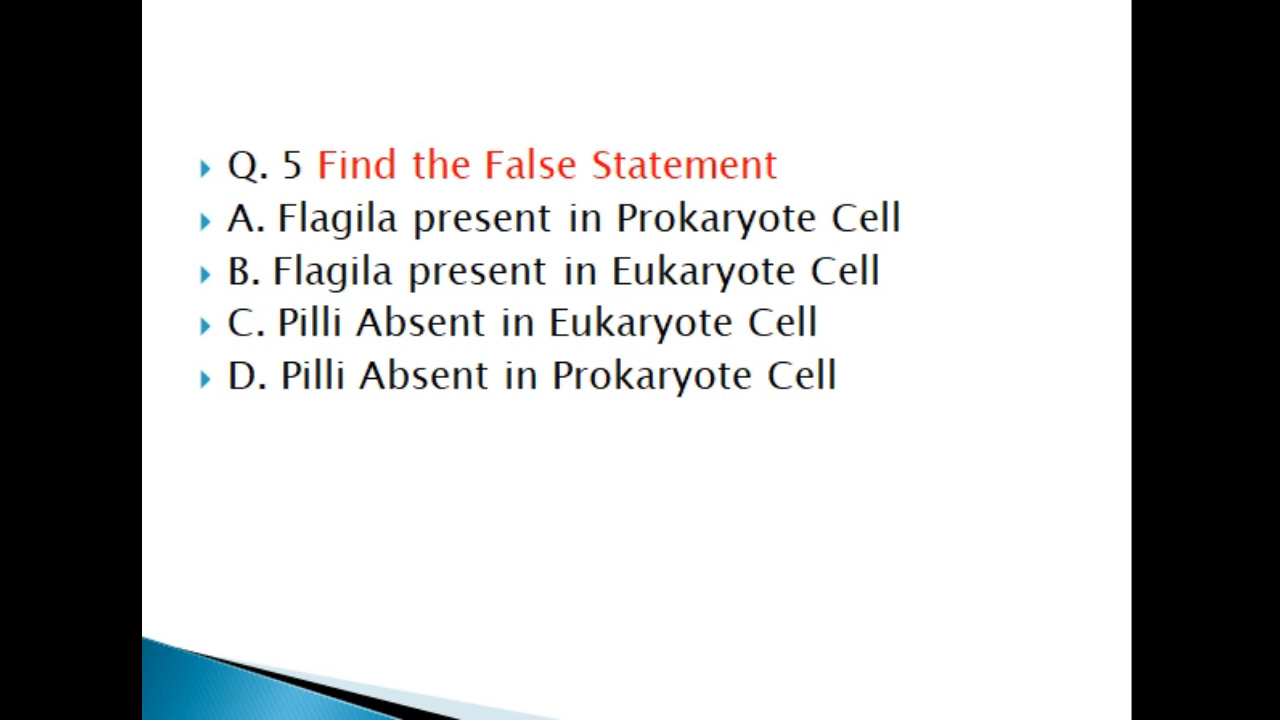 Q. 5 Find the False Statement
A. Flagila present in Prokaryote Cell
B. Flagila present in Eukaryote Cell
C. Pilli Absent in Eukaryote Cell
D. Pilli Absent in Prokaryote Cell